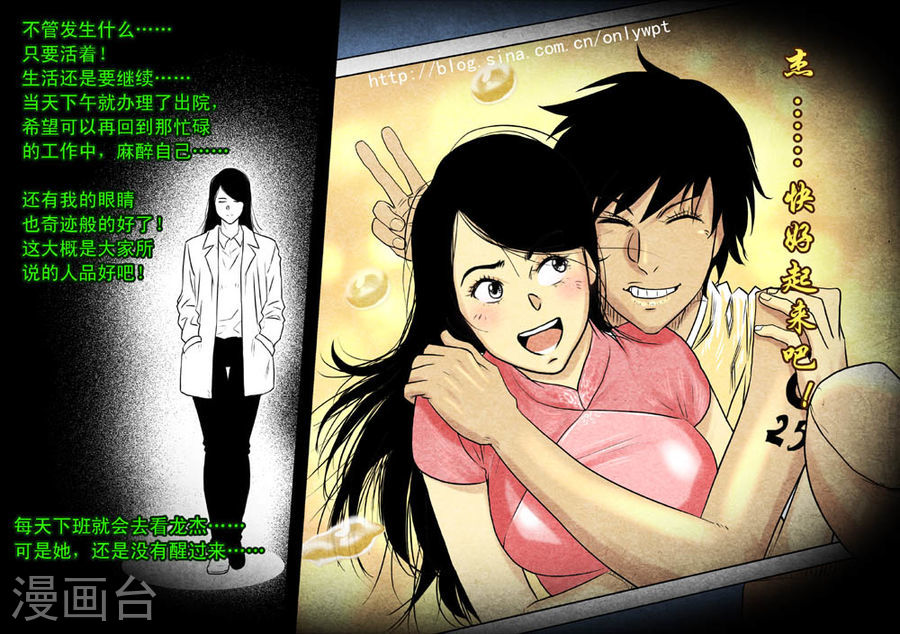 不管发生什么……
只要活着！
生活还是要继续……
当天下午就办理了出院，
希望可以再回到那忙碌
的工作中，麻醉自己……
还有我的眼睛
也奇迹般的好了！
这大概是大家所
说的人品好吧！
每天下班就会去看龙杰……
可是她，还是没有醒过来……
http://blog.sina.com.cn/onlywpt
杰……快好起来吧！
25
漫画台